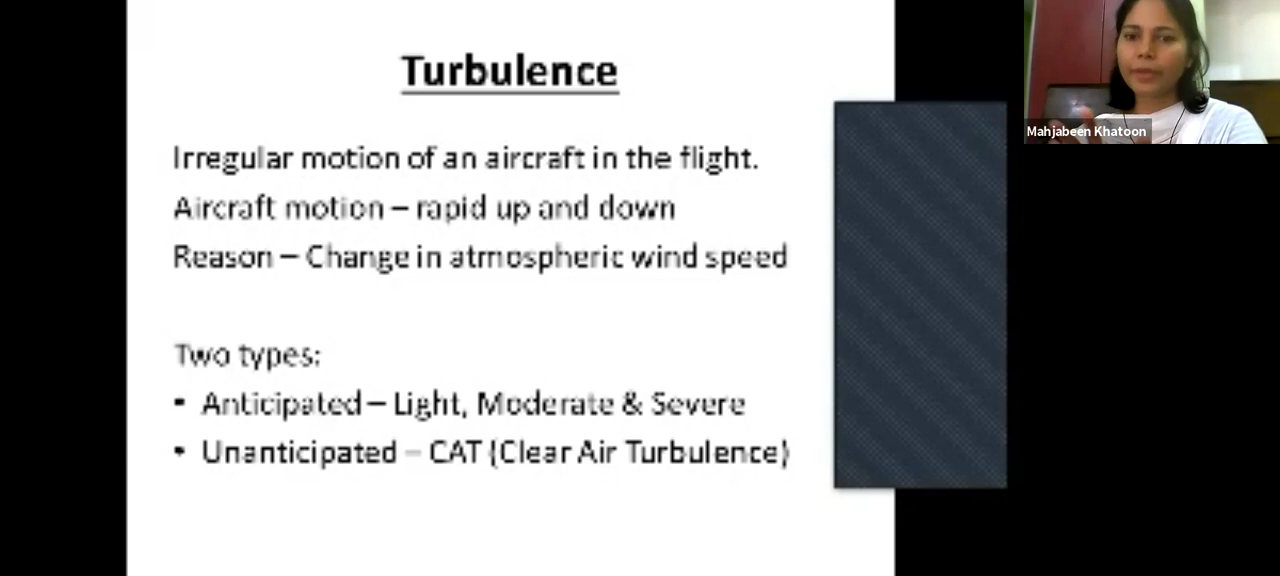 Turbulence
Irregular motion of an aircraft in the flight.
Aircraft motion – rapid up and down
Reason – Change in atmospheric wind speed
Two types:
• Anticipated – Light, Moderate & Severe
• Unanticipated – CAT (Clear Air Turbulence)
Mahjabeen Khatoon